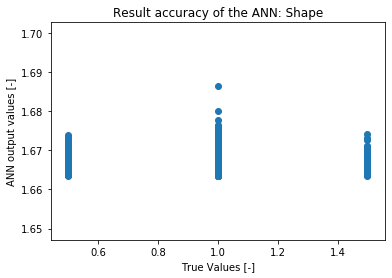 Result accuracy of the ANN: Shape
1.70
1.69
1.68
1.67
1.66
1.65
ANN output values [-]
0.6 0.8 1.0 1.2 1.4
True Values [-]